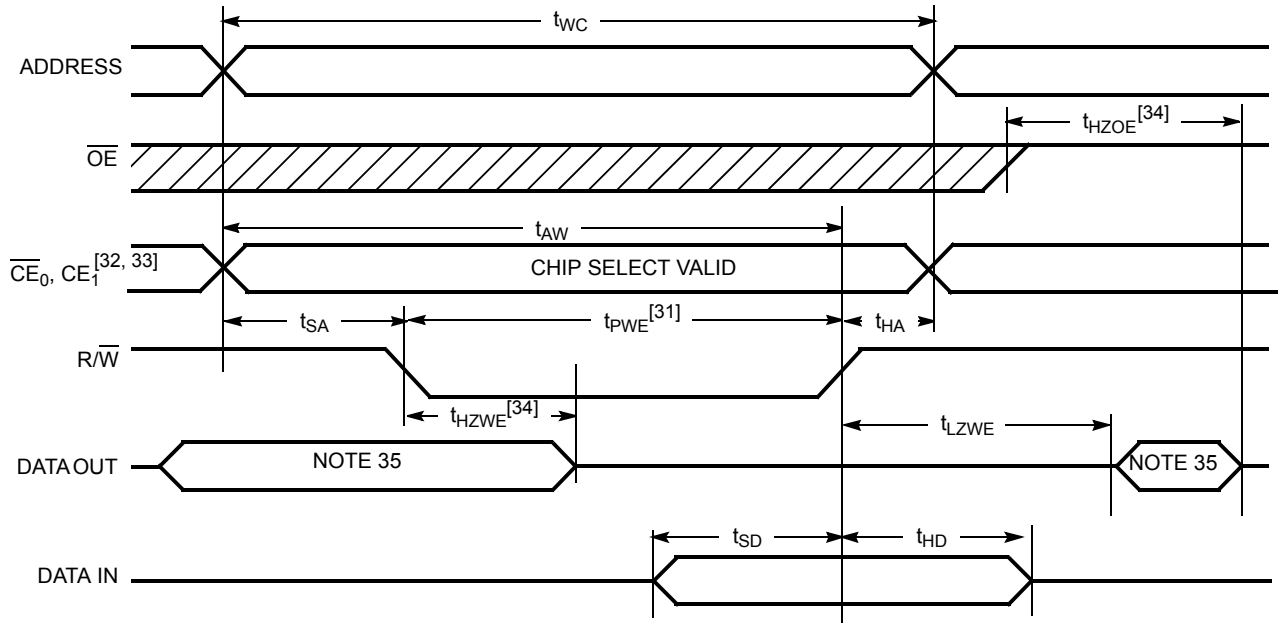 tWC
ADDRESS
tHZOE[34]
OE
tAW
CE0, CE1[32, 33]
CHIP SELECT VALID
tSA
tPWE[31]
tHA
R/W
tHZWE[34]
tLZWE
DATA OUT
NOTE 35
NOTE 35
tSD
tHD
DATA IN